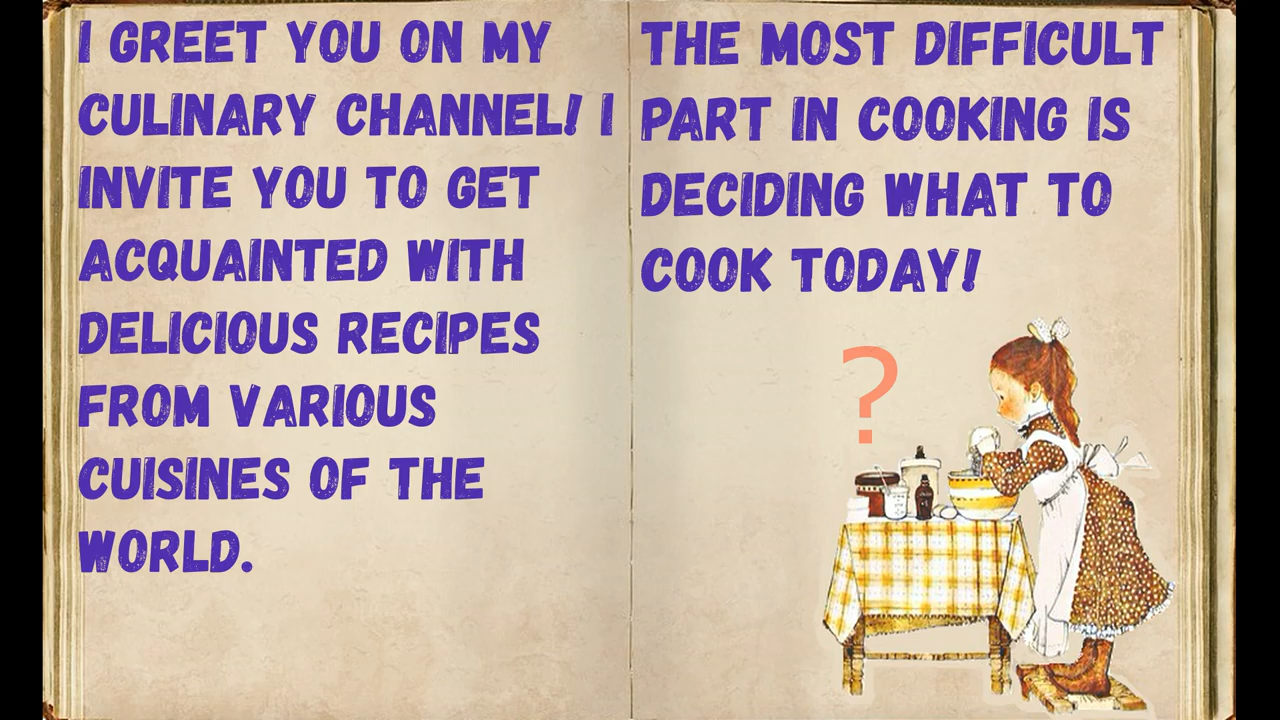 I GREET YOU ON MY
CULINARY CHANNEL! I
INVITE YOU TO GET
ACQUAINTED WITH
DELICIOUS RECIPES
FROM VARIOUS
CUISINES OF THE
WORLD.
THE MOST DIFFICULT
PART IN COOKING IS
DECIDING WHAT TO
COOK TODAY!
?